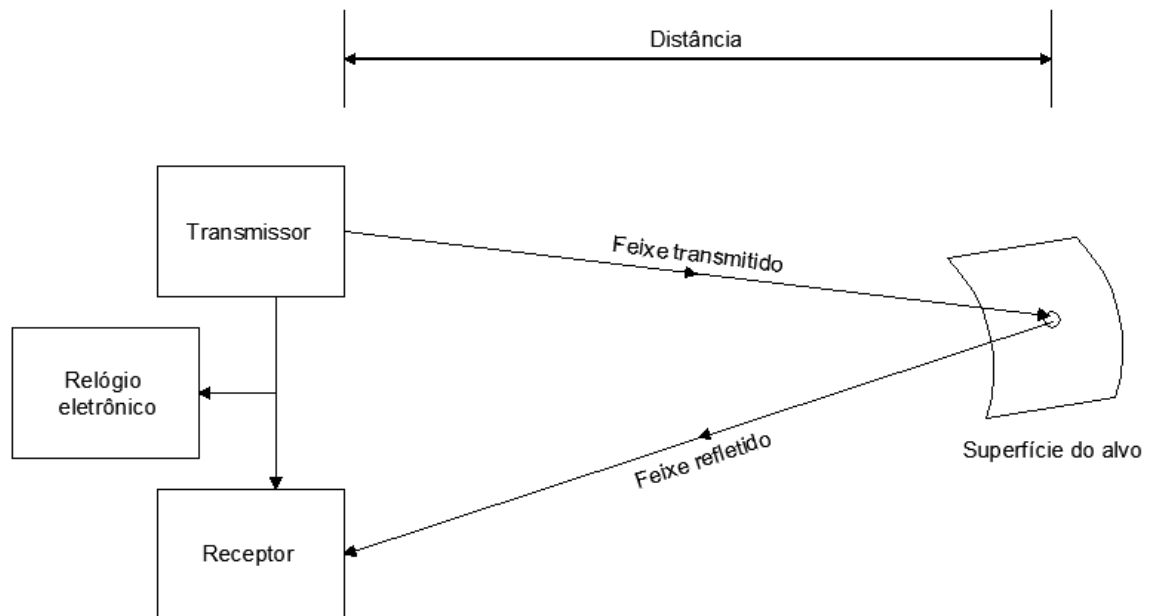 Distância
Transmissor
Feixe transmitido
Relógio
eletrônico
Superfície do alvo
Feixe refletido
Receptor